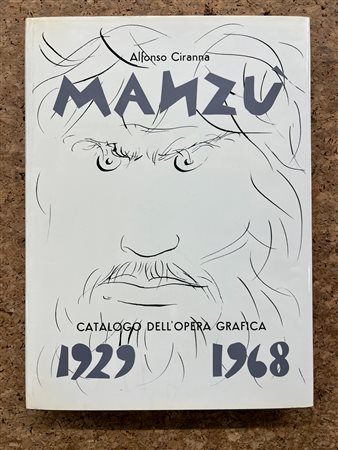 Alfonso Ciranna
MANZÙ
CATALOGO DELL'OPERA GRAFICA
1929 1968